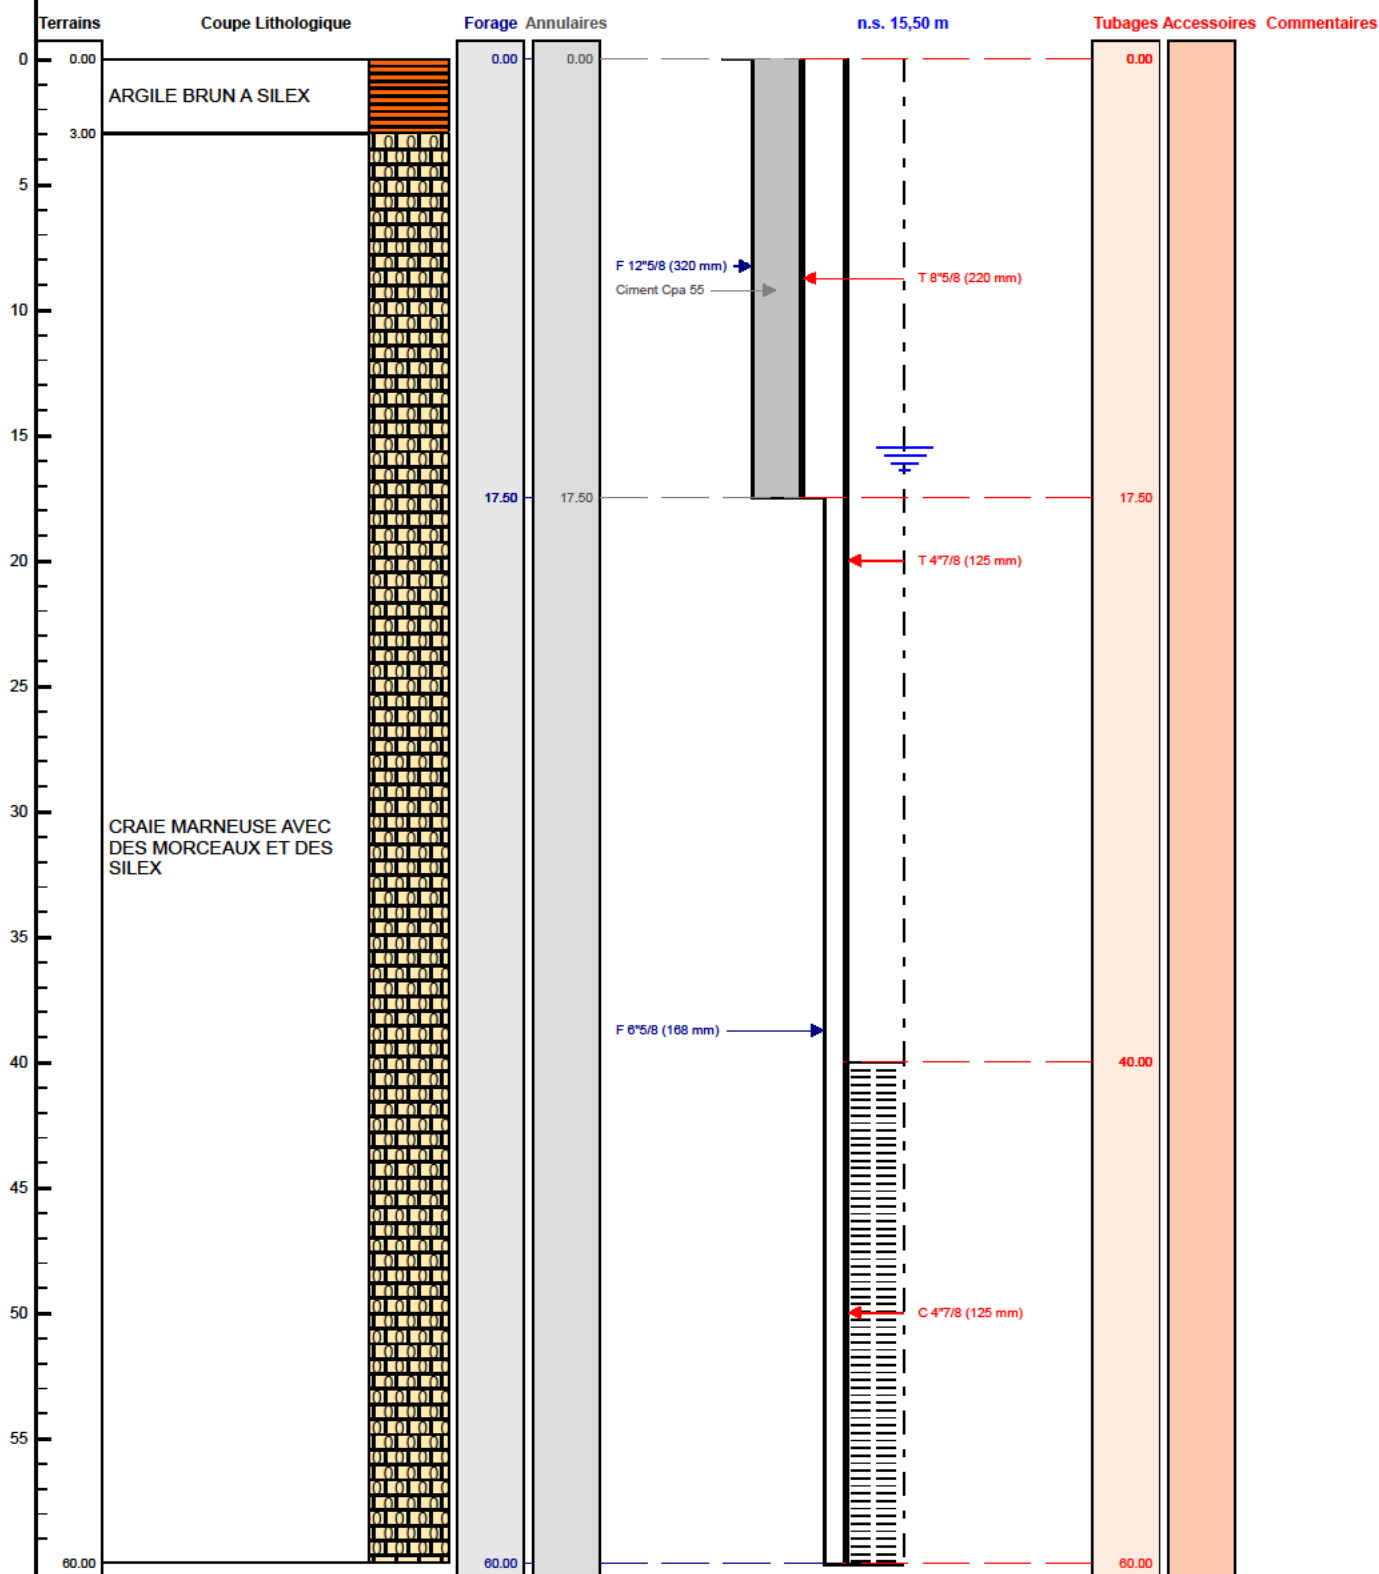 Terrains Coupe Lithologique Forage Annulaires n.s. 15,50 m Tubages Accessoires Commentaires
0 0.00 0.00 0.00 0.00
ARGILE BRUN A SILEX
3.00
5
F 12"5/8 (320 mm) T 8"5/8 (220 mm)
Ciment Cpa 55
10
15
17.50 17.50 17.50
20 T 4"7/8 (125 mm)
25
30
CRAIE MARNEUSE AVEC
DES MORCEAUX ET DES
SILEX
35
F 6"5/8 (168 mm)
40 40.00
45
50 C 4"7/8 (125 mm)
55
60.00 60.00 60.00